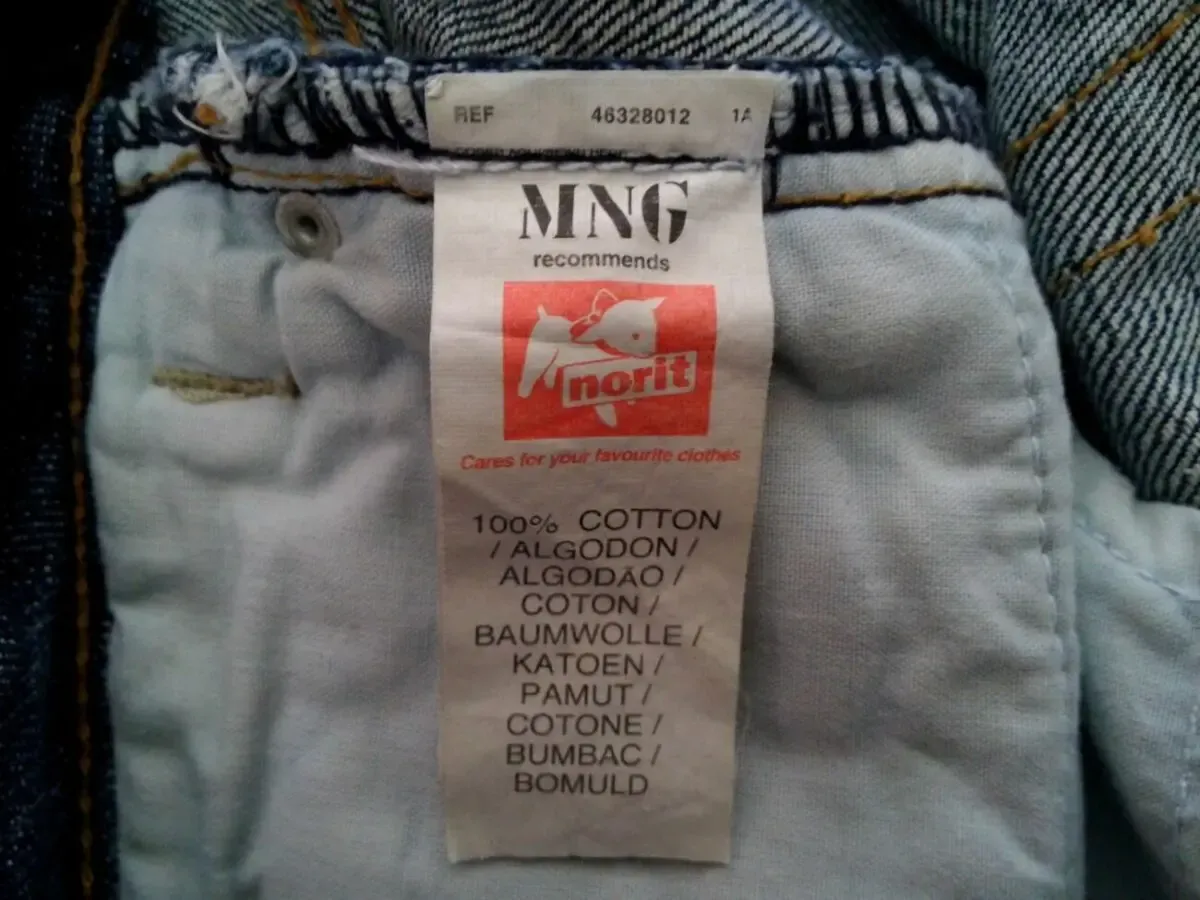 REF 46328012 1A
MNG
recommends
norit
Cares for your favourite clothes
100% COTTON
/ ALGODON /
ALGODÃO /
COTON /
BAUMWOLLE /
KATOEN /
PAMUT /
COTONE /
BUMBAC /
BOMULD